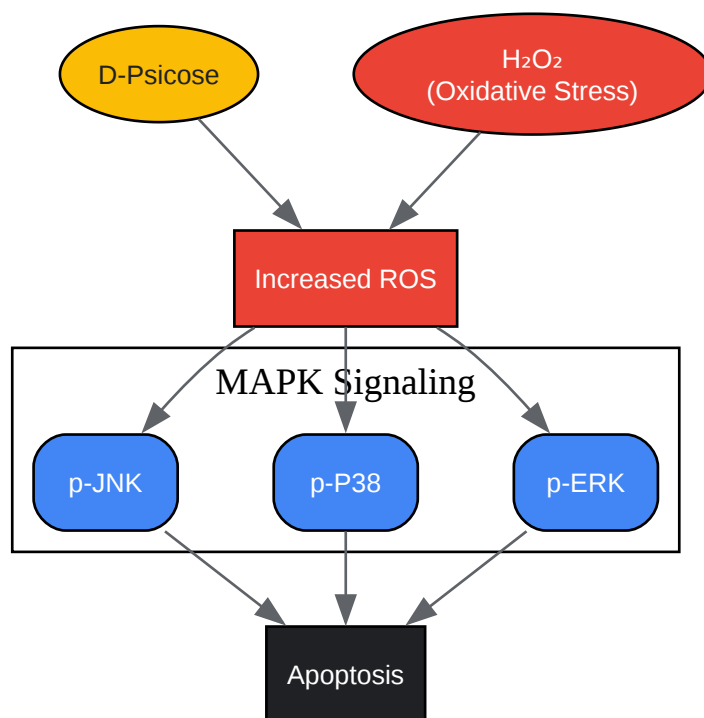 D-Psicose
H₂O₂
(Oxidative Stress)
Increased ROS
MAPK Signaling
p-JNK
p-P38
p-ERK
Apoptosis